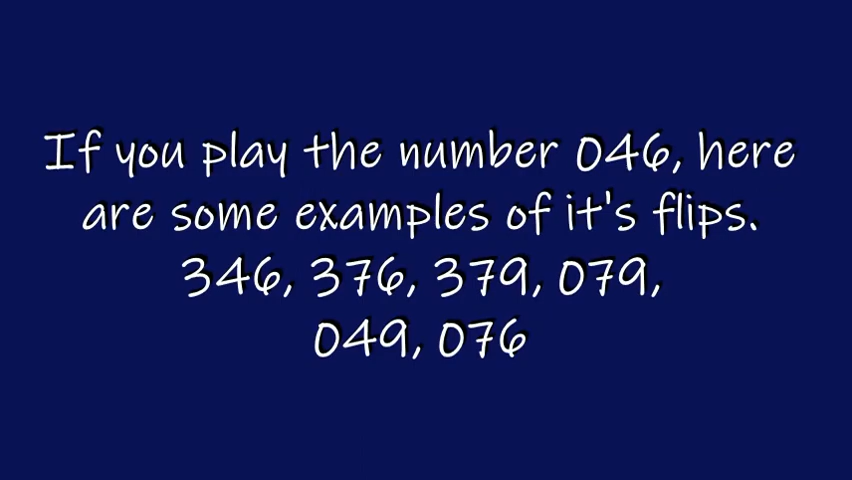 If you play the number 046, here
are some examples of it's flips.
346, 376, 379, 079,
049, 076